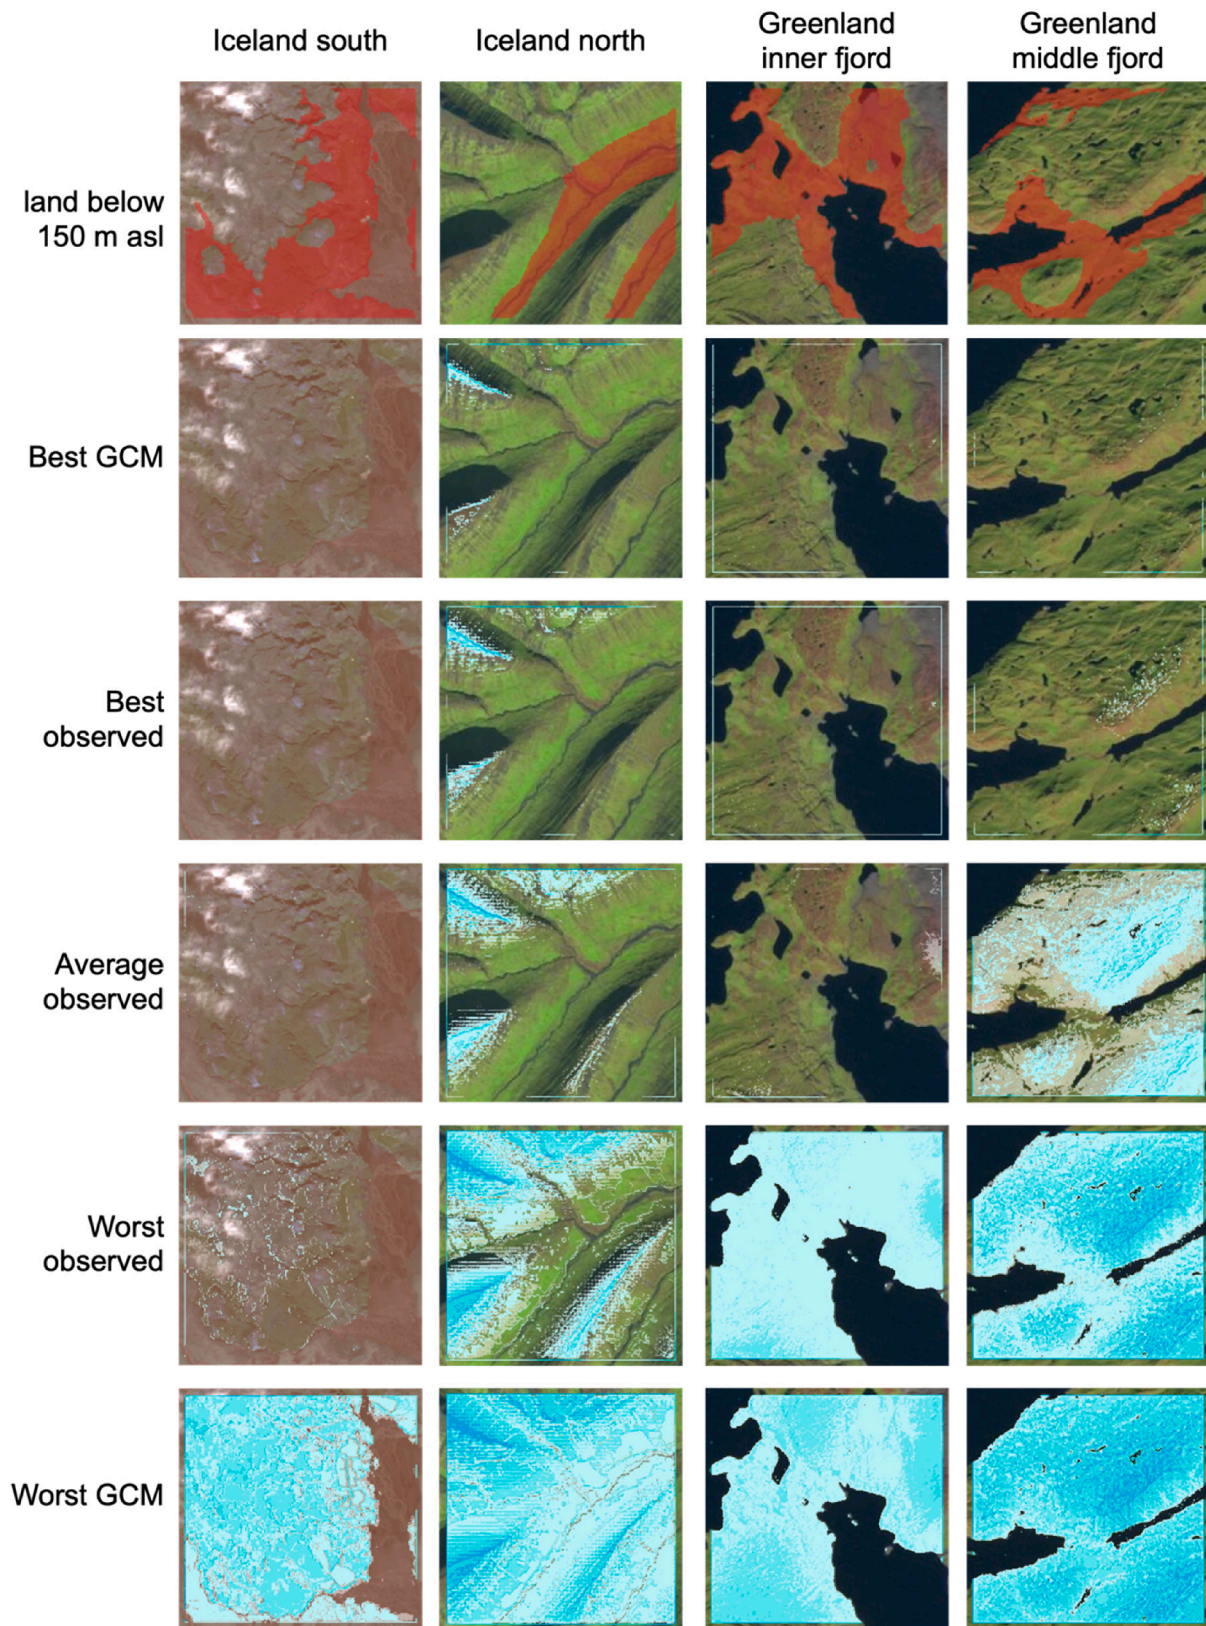 Iceland south
Iceland north
Greenland
inner fjord
Greenland
middle fjord
land below
150 m asl
Best GCM
Best
observed
Average
observed
Worst
observed
Worst GCM